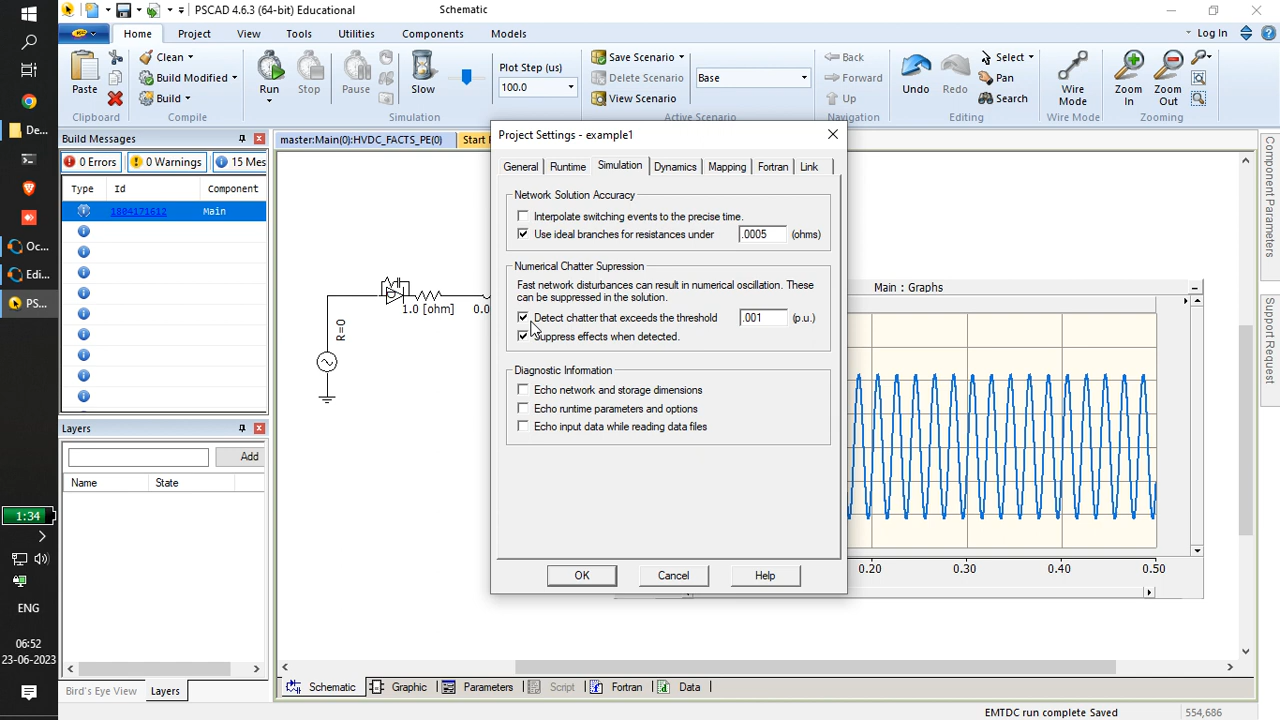 PSCAD 4.6.3 (64-bit) Educational
Schematic
Home
Project
View
Tools
Utilities
Components
Models
Log In
Paste
Clean
Build Modified
Build
Clipboard
Compile
Run
Stop
Pause
Slow
Plot Step (us)
100.0
Simulation
Save Scenario
Delete Scenario
View Scenario
Base
Active Scenario
Back
Forward
Up
Navigation
Undo
Redo
Select
Pan
Search
Editing
Wire Mode
Wire Mode
Zoom In
Zoom Out
Zooming
Build Messages
0 Errors
0 Warnings
15 Mes
Type Id Component
1804171612 Main
master:Main(0):HVDC_FACTS_PE(0)
Start
Project Settings - example1
General
Runtime
Simulation
Dynamics
Mapping
Fortran
Link
Network Solution Accuracy
Interpolate switching events to the precise time.
Use ideal branches for resistances under .0005 (ohms)
Numerical Chatter Supression
Fast network disturbances can result in numerical oscillation. These
can be suppressed in the solution.
Detect chatter that exceeds the threshold .001 (p.u.)
Suppress effects when detected.
Diagnostic Information
Echo network and storage dimensions
Echo runtime parameters and options
Echo input data while reading data files
OK
Cancel
Help
R=0
1.0 [ohm]
0.0
Main : Graphs
0.20 0.30 0.40 0.50
Component Parameters
Support Request
Layers
Add
Name State
Bird's Eye View
Layers
Schematic
Graphic
Parameters
Script
Fortran
Data
EMTDC run complete Saved
554,686
De...
Oc...
Edi...
PS...
1:34
ENG
06:52
23-06-2023